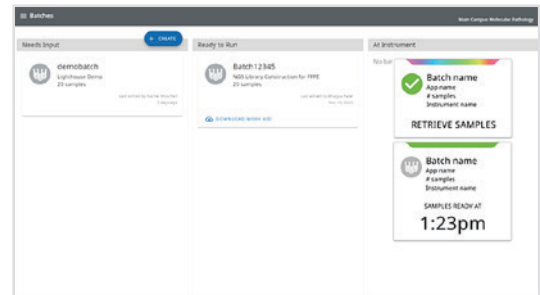 Batches
Main Campus Molecular Pathology
+ CREATE
Needs Input
Ready to Run
At Instrument
demobatch
Lighthouse Demo
20 samples
Batch12345
NGS Library Construction for FFPE
20 samples
DOWNLOAD WORK AID
No bat
Batch name
App name
# samples
Instrument name
RETRIEVE SAMPLES
Batch name
App name
# samples
Instrument name
SAMPLES READY AT
1:23pm